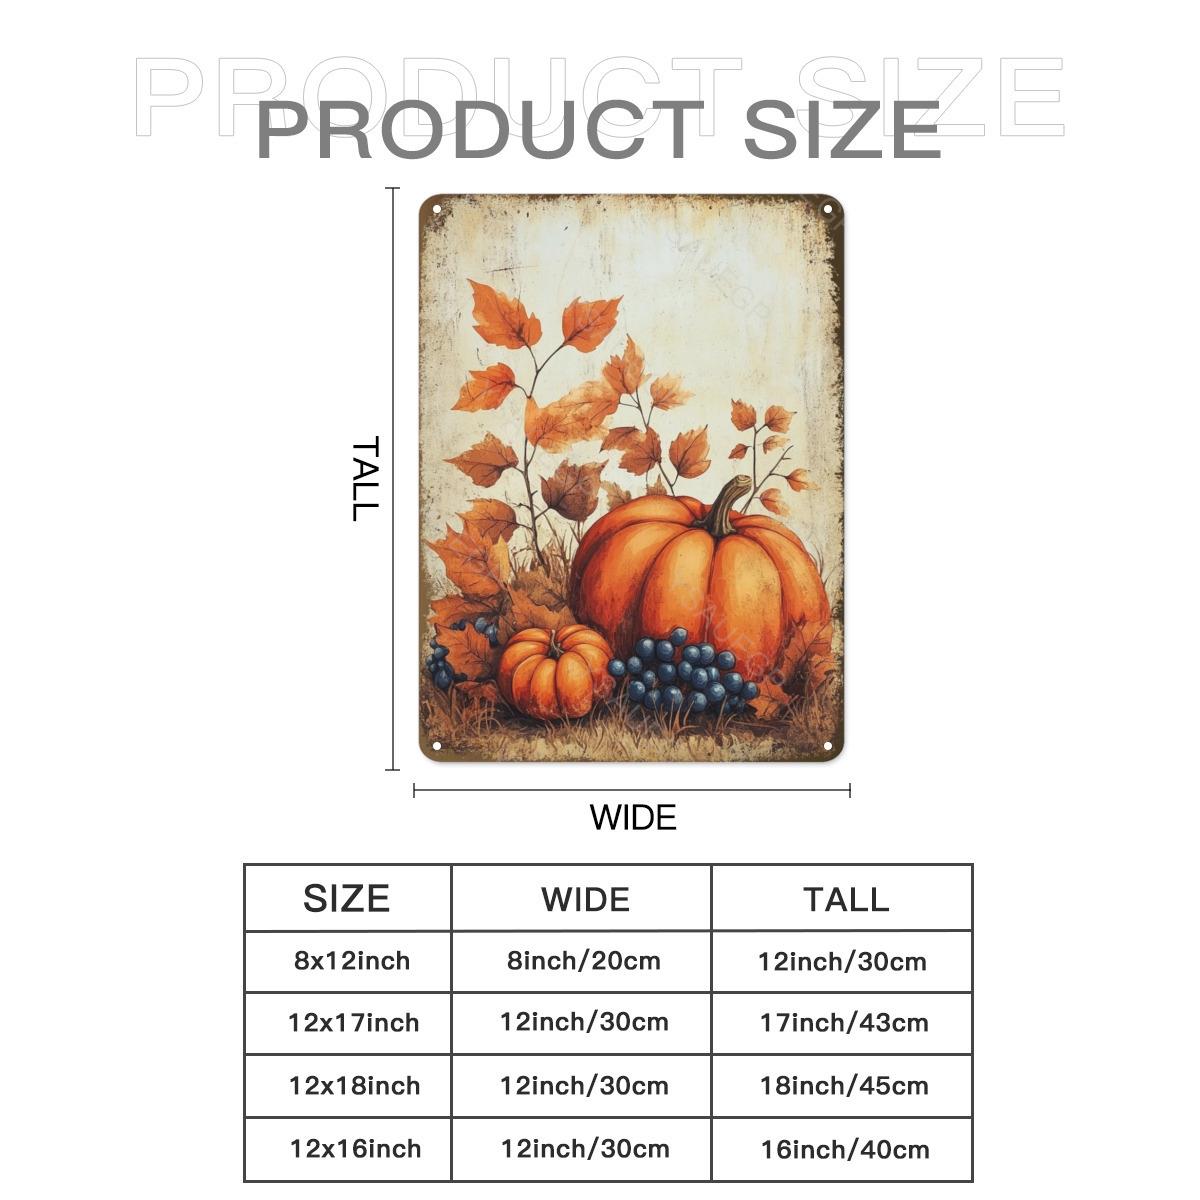 PRODUCT SIZE
PRODUCT SIZE
TALL
WIDE
SIZE WIDE TALL
8x12inch 8inch/20cm 12inch/30cm
12x17inch 12inch/30cm 17inch/43cm
12x18inch 12inch/30cm 18inch/45cm
12x16inch 12inch/30cm 16inch/40cm